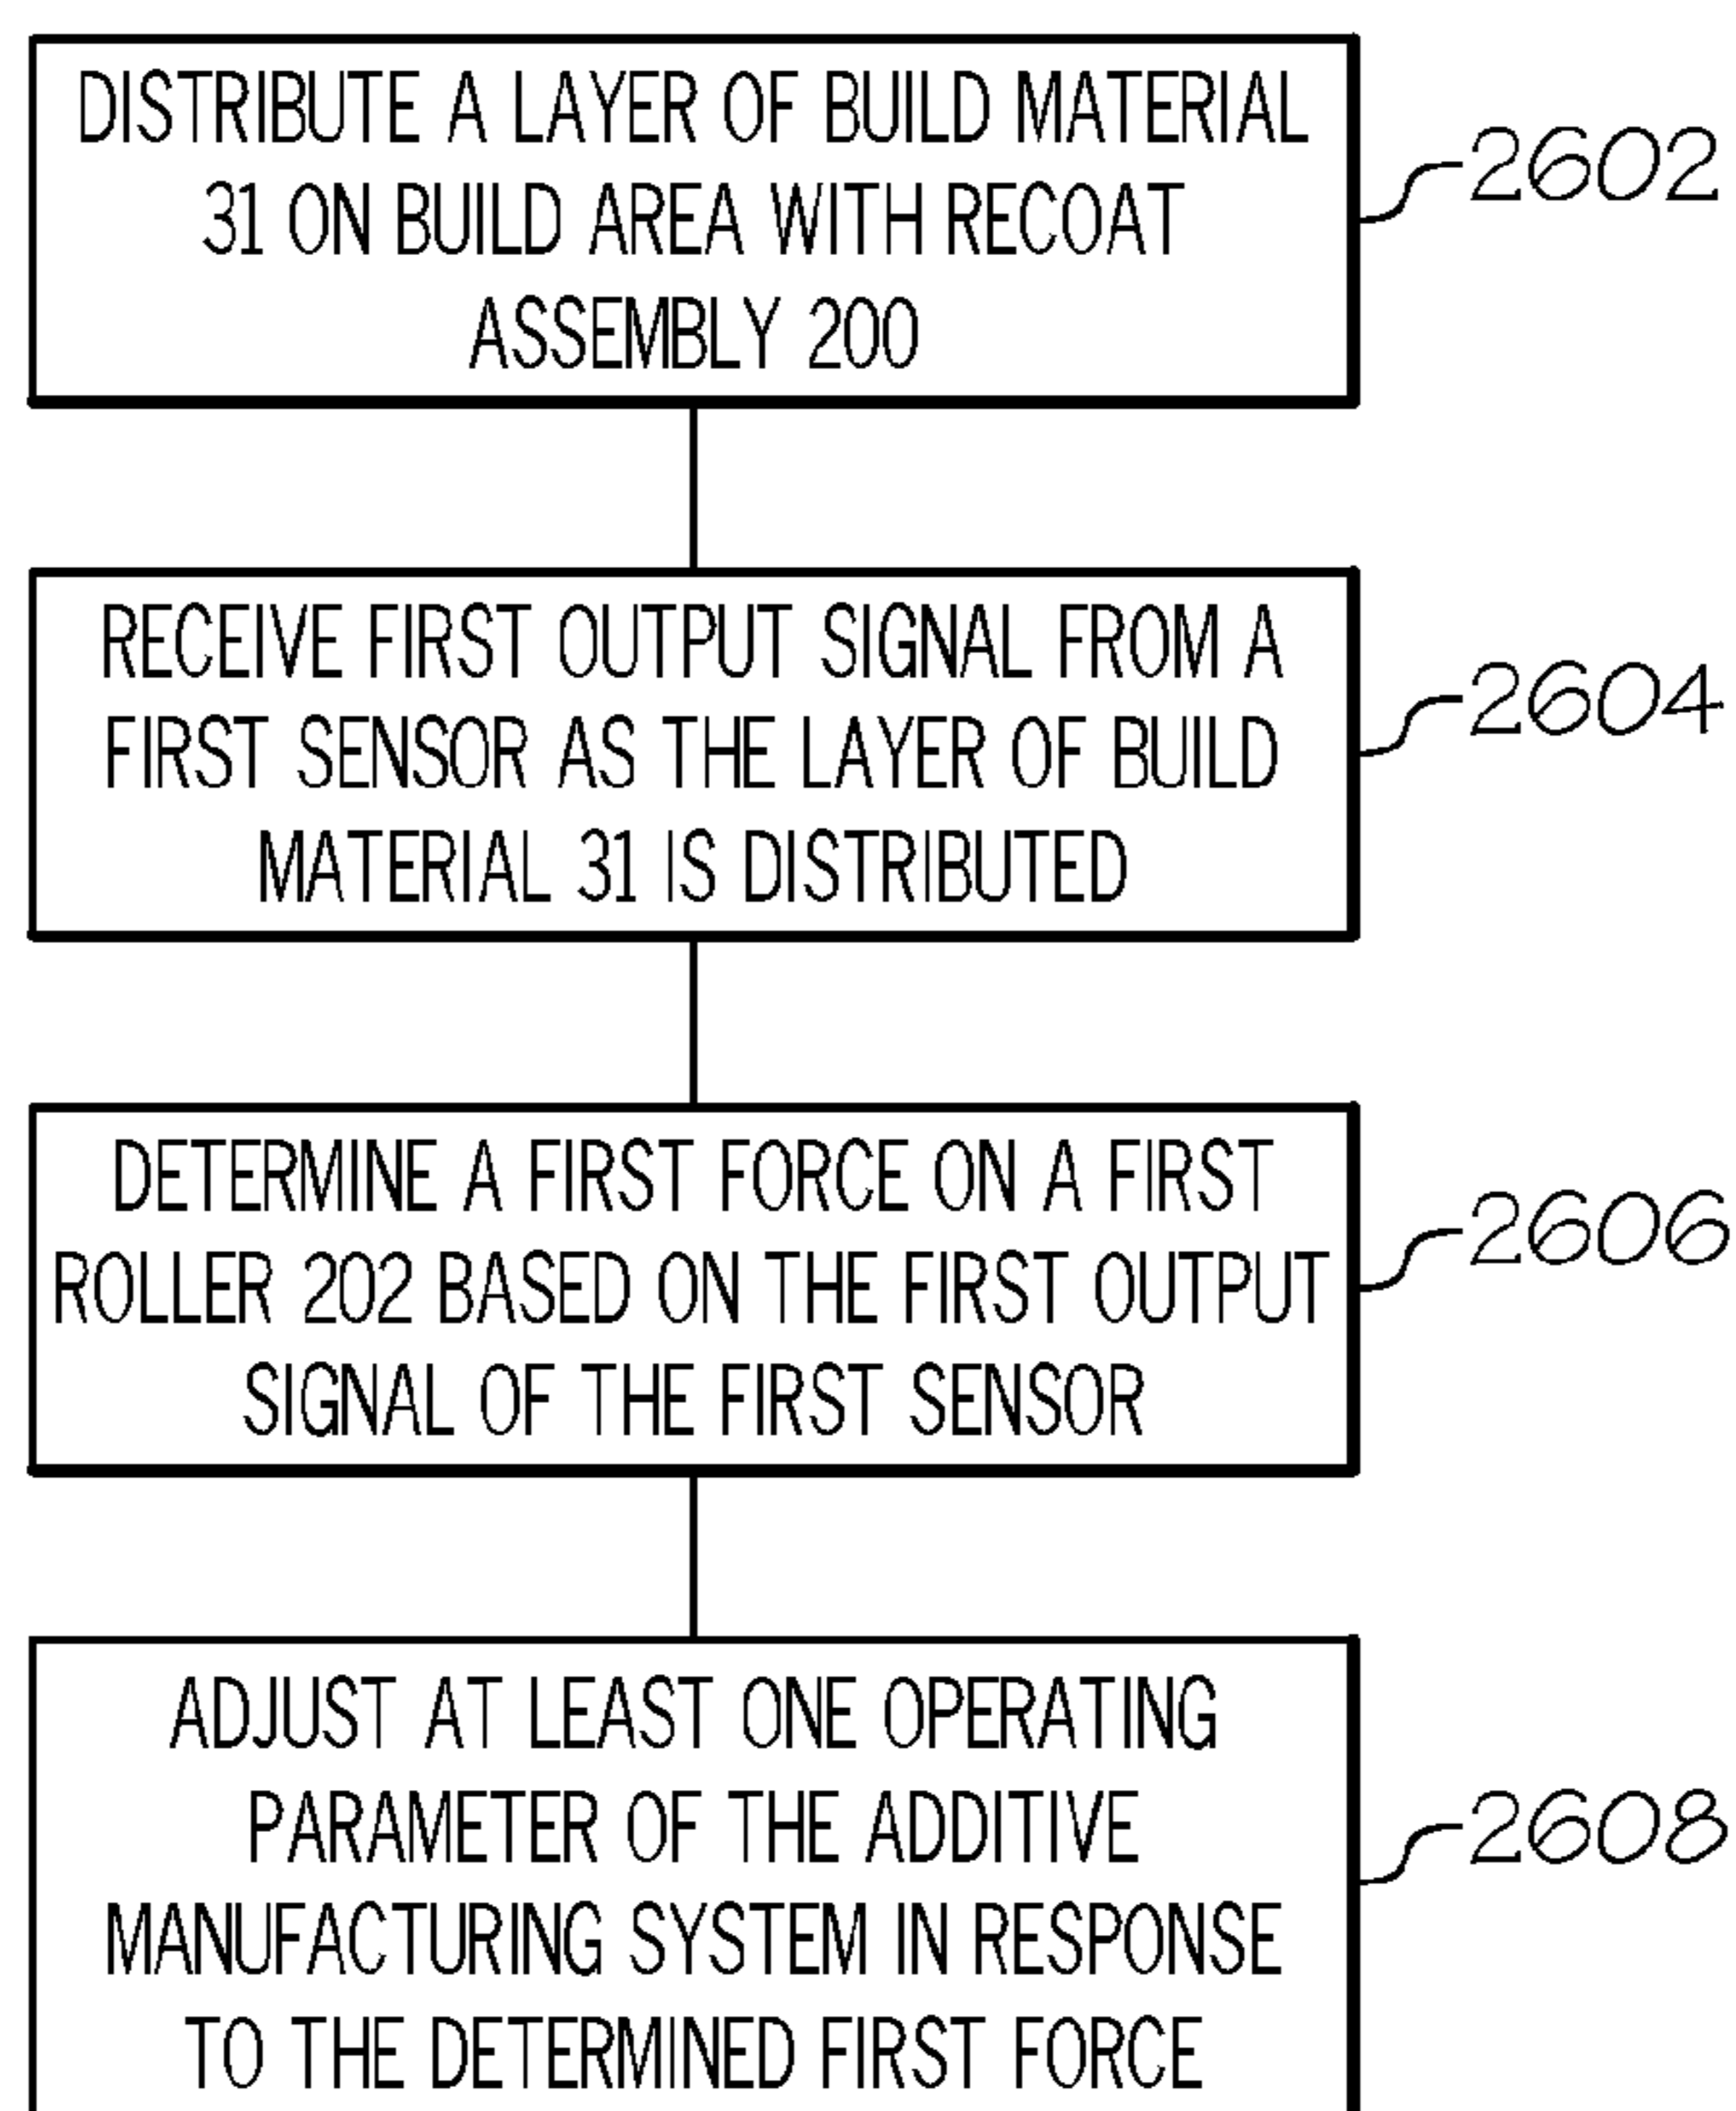 DISTRIBUTE A LAYER OF BUILD MATERIAL
31 ON BUILD AREA WITH RECOAT
ASSEMBLY 200
2602
RECEIVE FIRST OUTPUT SIGNAL FROM A
FIRST SENSOR AS THE LAYER OF BUILD
MATERIAL 31 IS DISTRIBUTED
2604
DETERMINE A FIRST FORCE ON A FIRST
ROLLER 202 BASED ON THE FIRST OUTPUT
SIGNAL OF THE FIRST SENSOR
2606
ADJUST AT LEAST ONE OPERATING
PARAMETER OF THE ADDITIVE
MANUFACTURING SYSTEM IN RESPONSE
TO THE DETERMINED FIRST FORCE
2608